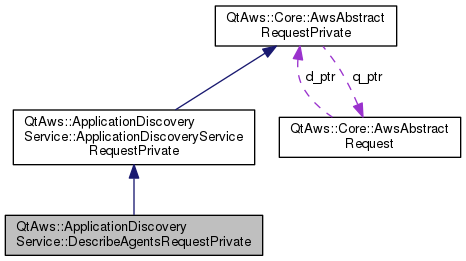 QtAws::Core::AwsAbstract
RequestPrivate
d_ptr
q_ptr
QtAws::ApplicationDiscovery
Service::ApplicationDiscoveryService
RequestPrivate
QtAws::Core::AwsAbstract
Request
QtAws::ApplicationDiscovery
Service::DescribeAgentsRequestPrivate